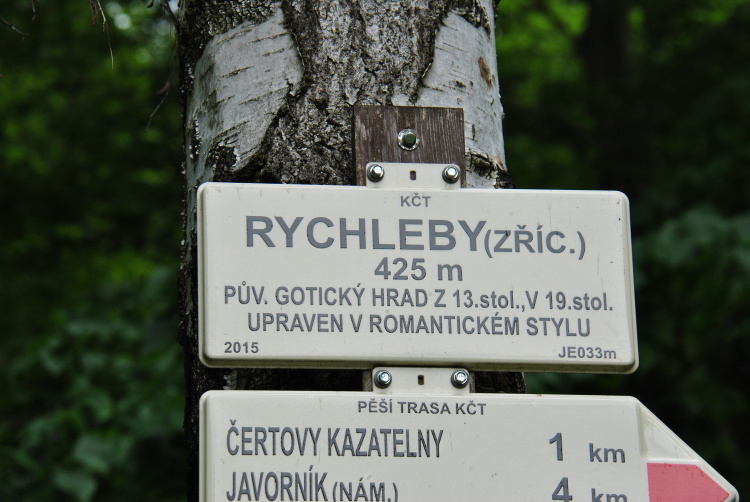 KČT
RYCHLEBY(ZŘÍC.)
425 m
PŮV. GOTICKÝ HRAD Z 13.stol.,V 19.stol.
UPRAVEN V ROMANTICKÉM STYLU
2015 JE033m
PĚŠÍ TRASA KČT
ČERTOVY KAZATELNY 1 km
JAVORNÍK(NÁM.) 4 km